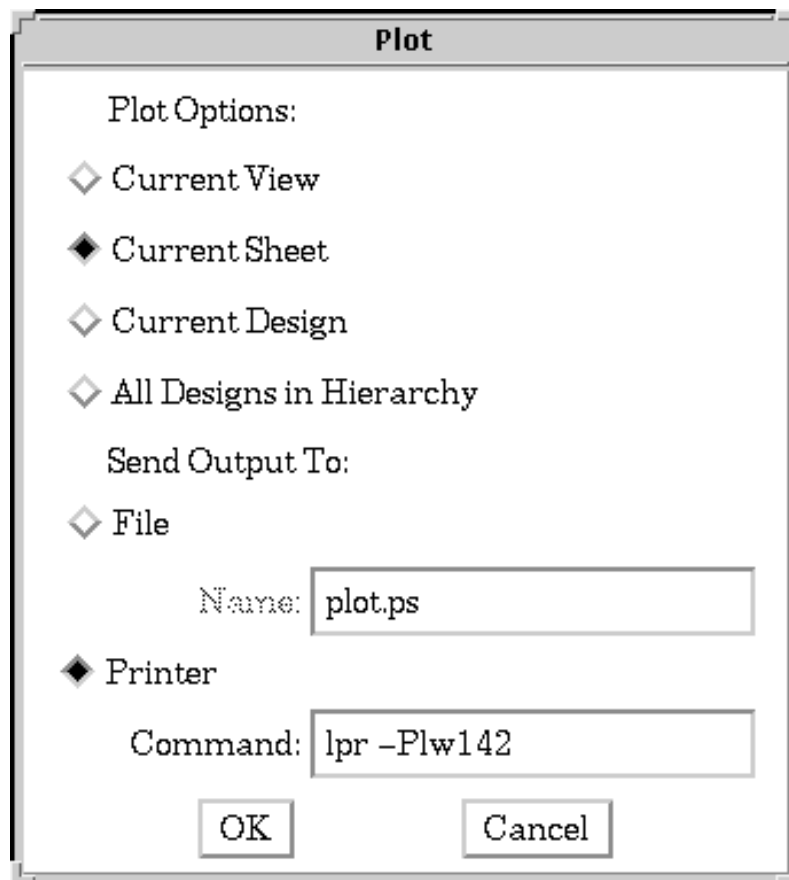 Plot
Plot Options:
Current View
Current Sheet
Current Design
All Designs in Hierarchy
Send Output To:
File
Name: plot.ps
Printer
Command: lpr –Plw142
OK Cancel